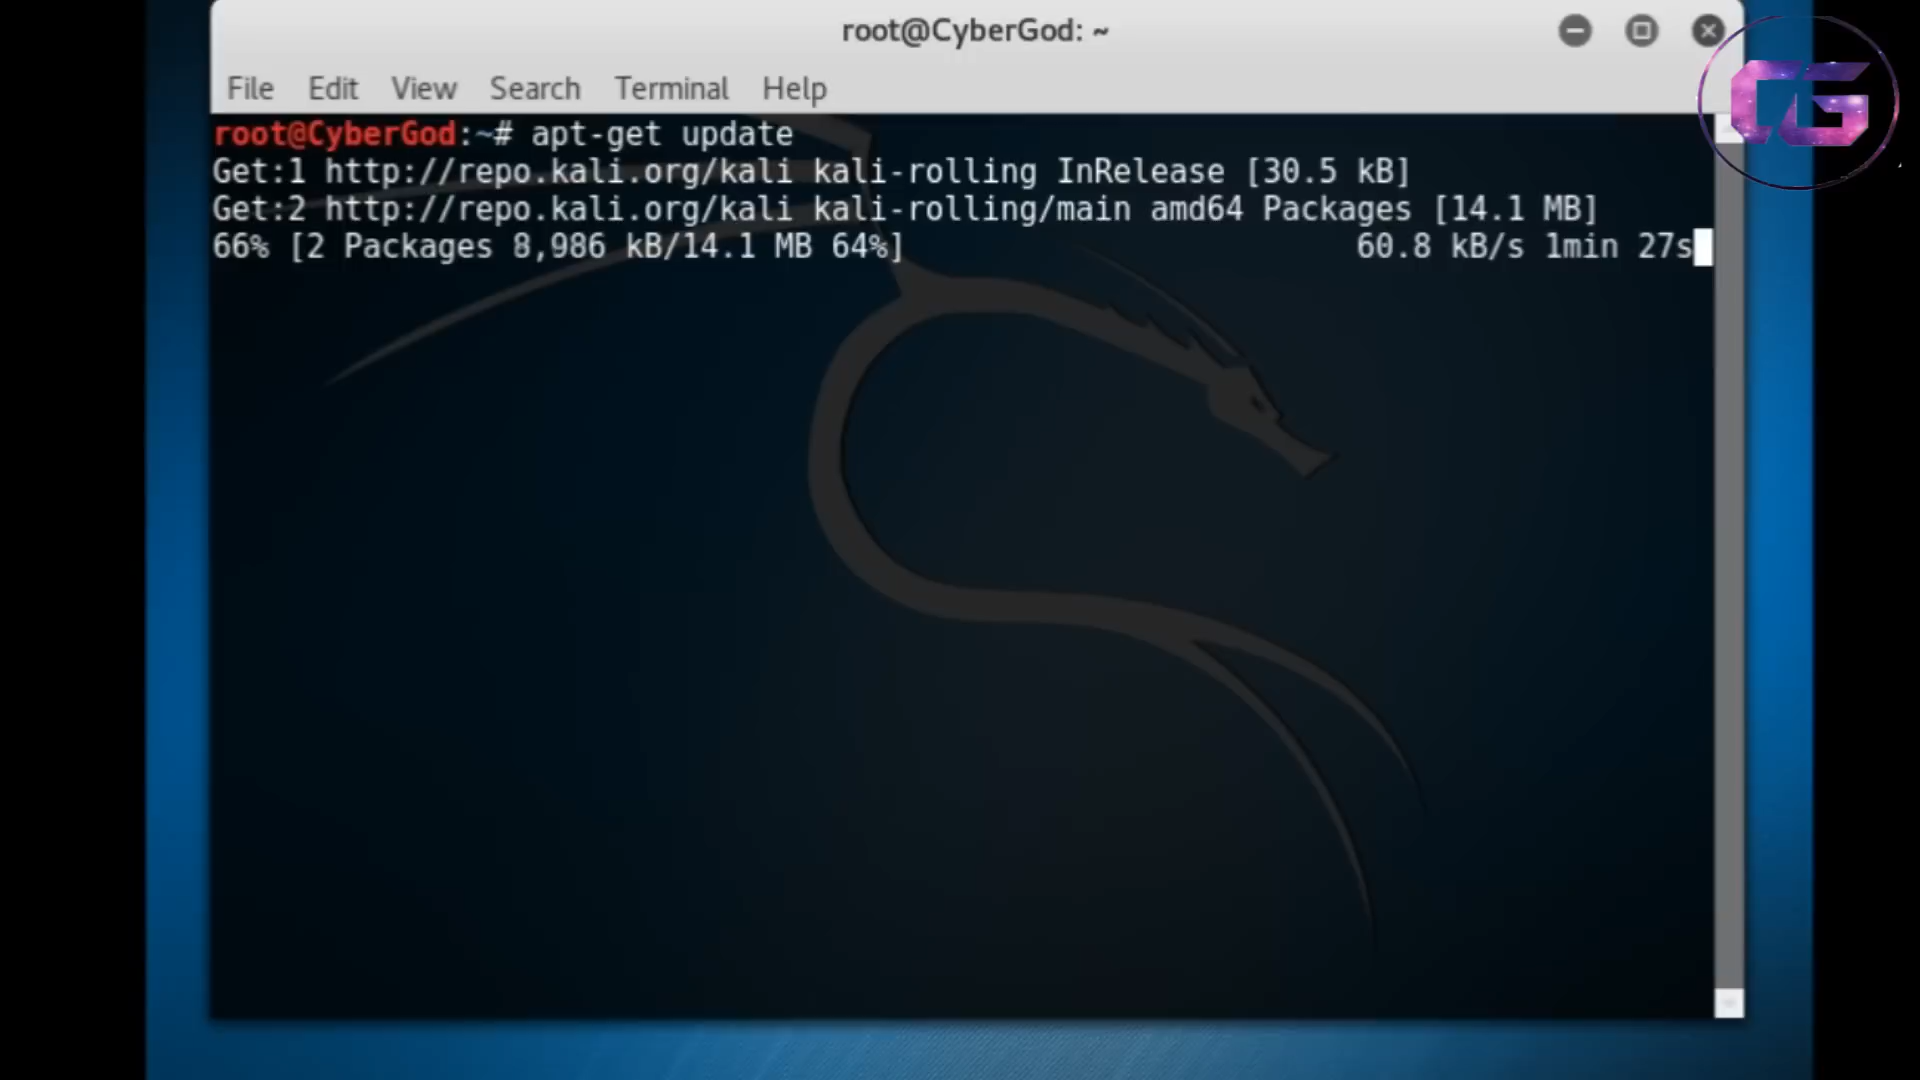 root@CyberGod: ~
File Edit View Search Terminal Help
root@CyberGod:~# apt-get update
Get:1 http://repo.kali.org/kali kali-rolling InRelease [30.5 kB]
Get:2 http://repo.kali.org/kali kali-rolling/main amd64 Packages [14.1 MB]
66% [2 Packages 8,986 kB/14.1 MB 64%] 60.8 kB/s 1min 27s
CG